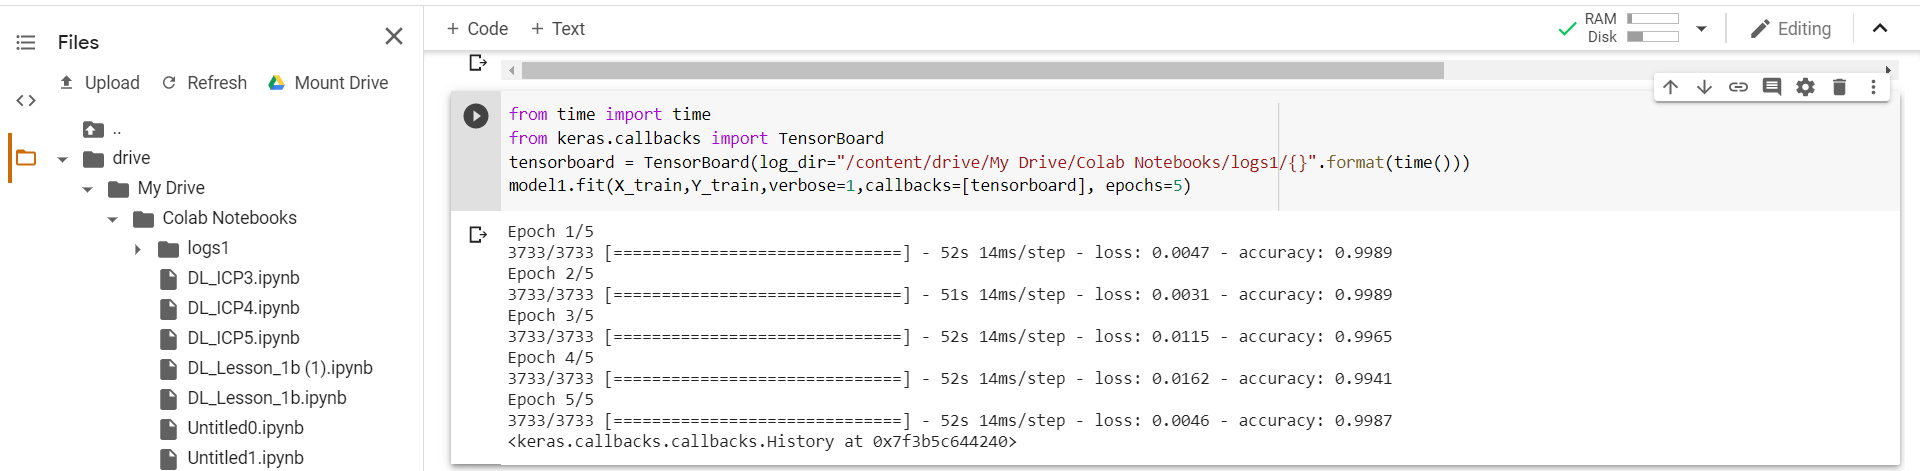 Files
Upload Refresh Mount Drive
..
drive
My Drive
Colab Notebooks
logs1
DL_ICP3.ipynb
DL_ICP4.ipynb
DL_ICP5.ipynb
DL_Lesson_1b (1).ipynb
DL_Lesson_1b.ipynb
Untitled0.ipynb
Untitled1.ipynb
+ Code + Text
RAM
Disk
Editing
from time import time
from keras.callbacks import TensorBoard
tensorboard = TensorBoard(log_dir="/content/drive/My Drive/Colab Notebooks/logs1/{}".format(time()))
model1.fit(X_train,Y_train,verbose=1,callbacks=[tensorboard], epochs=5)
Epoch 1/5
3733/3733 [==============================] - 52s 14ms/step - loss: 0.0047 - accuracy: 0.9989
Epoch 2/5
3733/3733 [==============================] - 51s 14ms/step - loss: 0.0031 - accuracy: 0.9989
Epoch 3/5
3733/3733 [==============================] - 52s 14ms/step - loss: 0.0115 - accuracy: 0.9965
Epoch 4/5
3733/3733 [==============================] - 52s 14ms/step - loss: 0.0162 - accuracy: 0.9941
Epoch 5/5
3733/3733 [==============================] - 52s 14ms/step - loss: 0.0046 - accuracy: 0.9987
<keras.callbacks.callbacks.History at 0x7f3b5c644240>